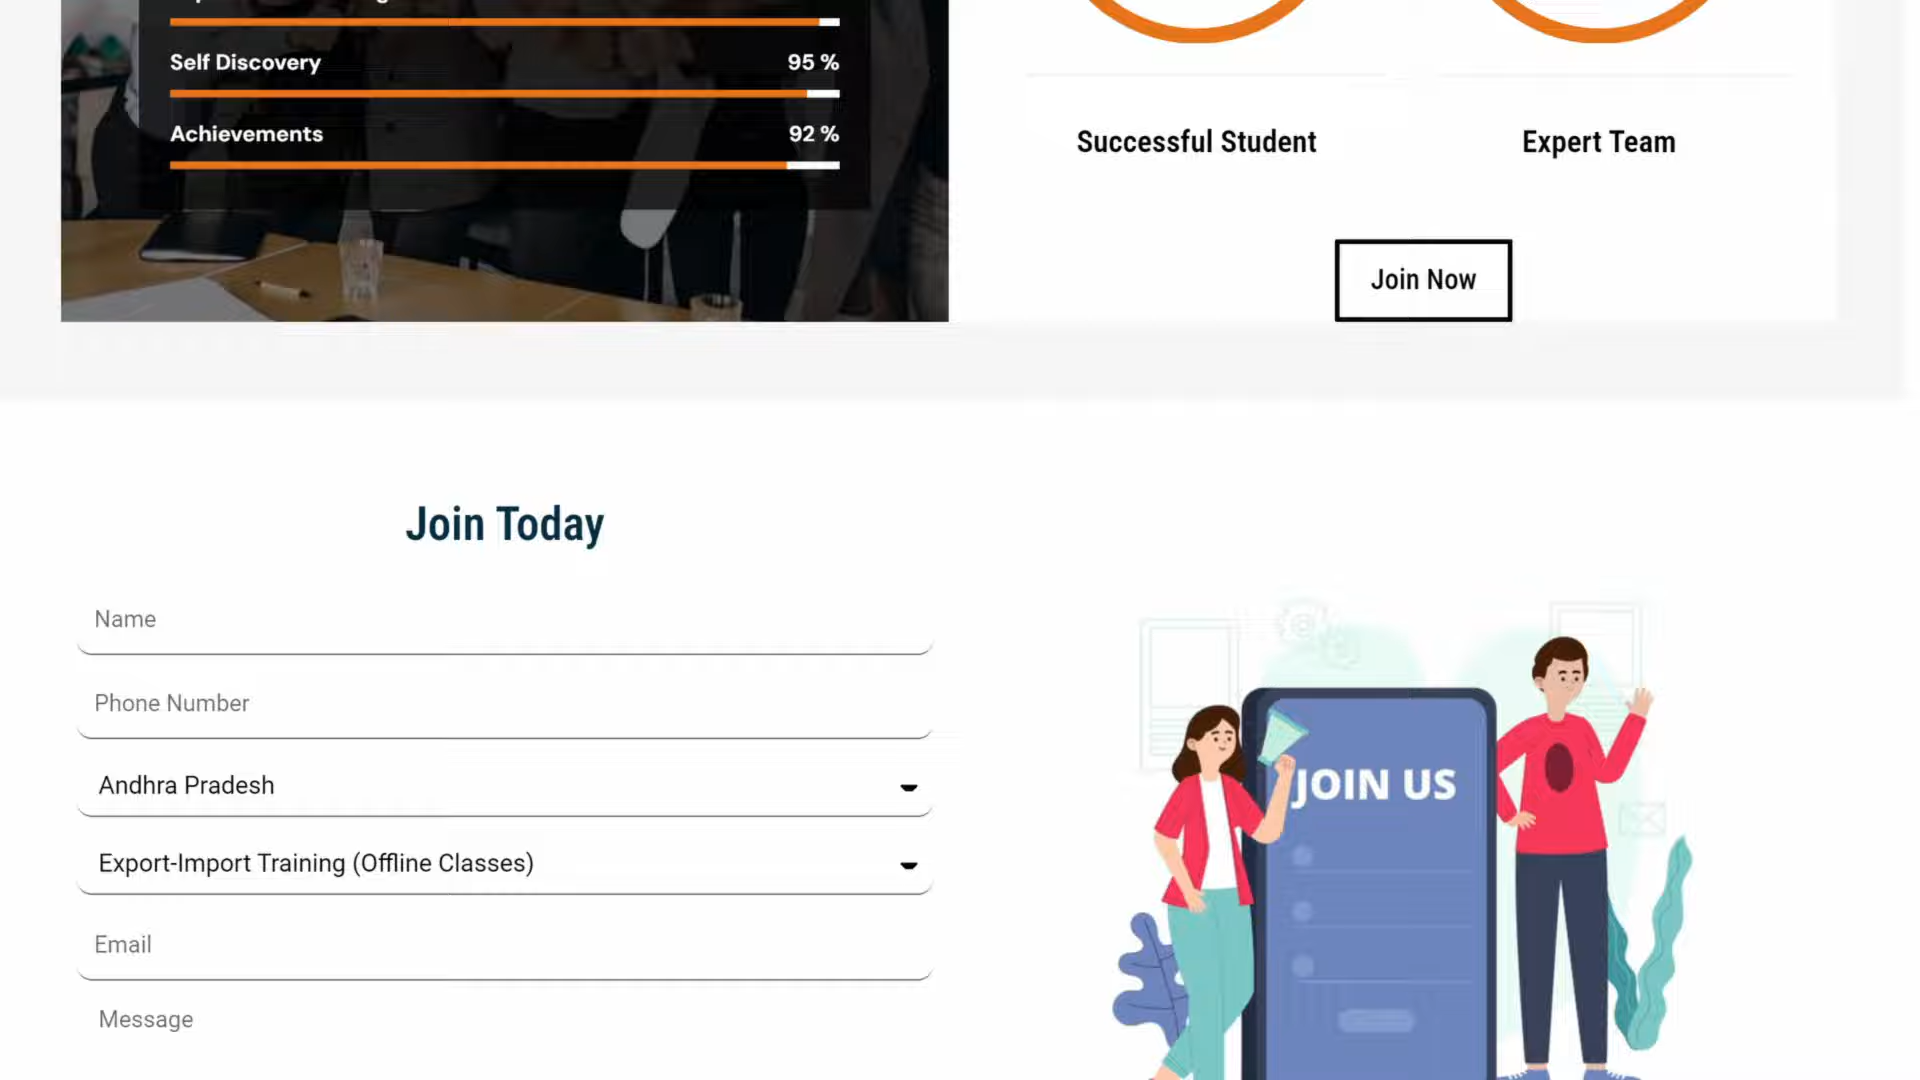 Self Discovery 95 %
Achievements 92 %
Successful Student
Expert Team
Join Now
Join Today
Name
Phone Number
Andhra Pradesh
Export-Import Training (Offline Classes)
Email
Message
JOIN US